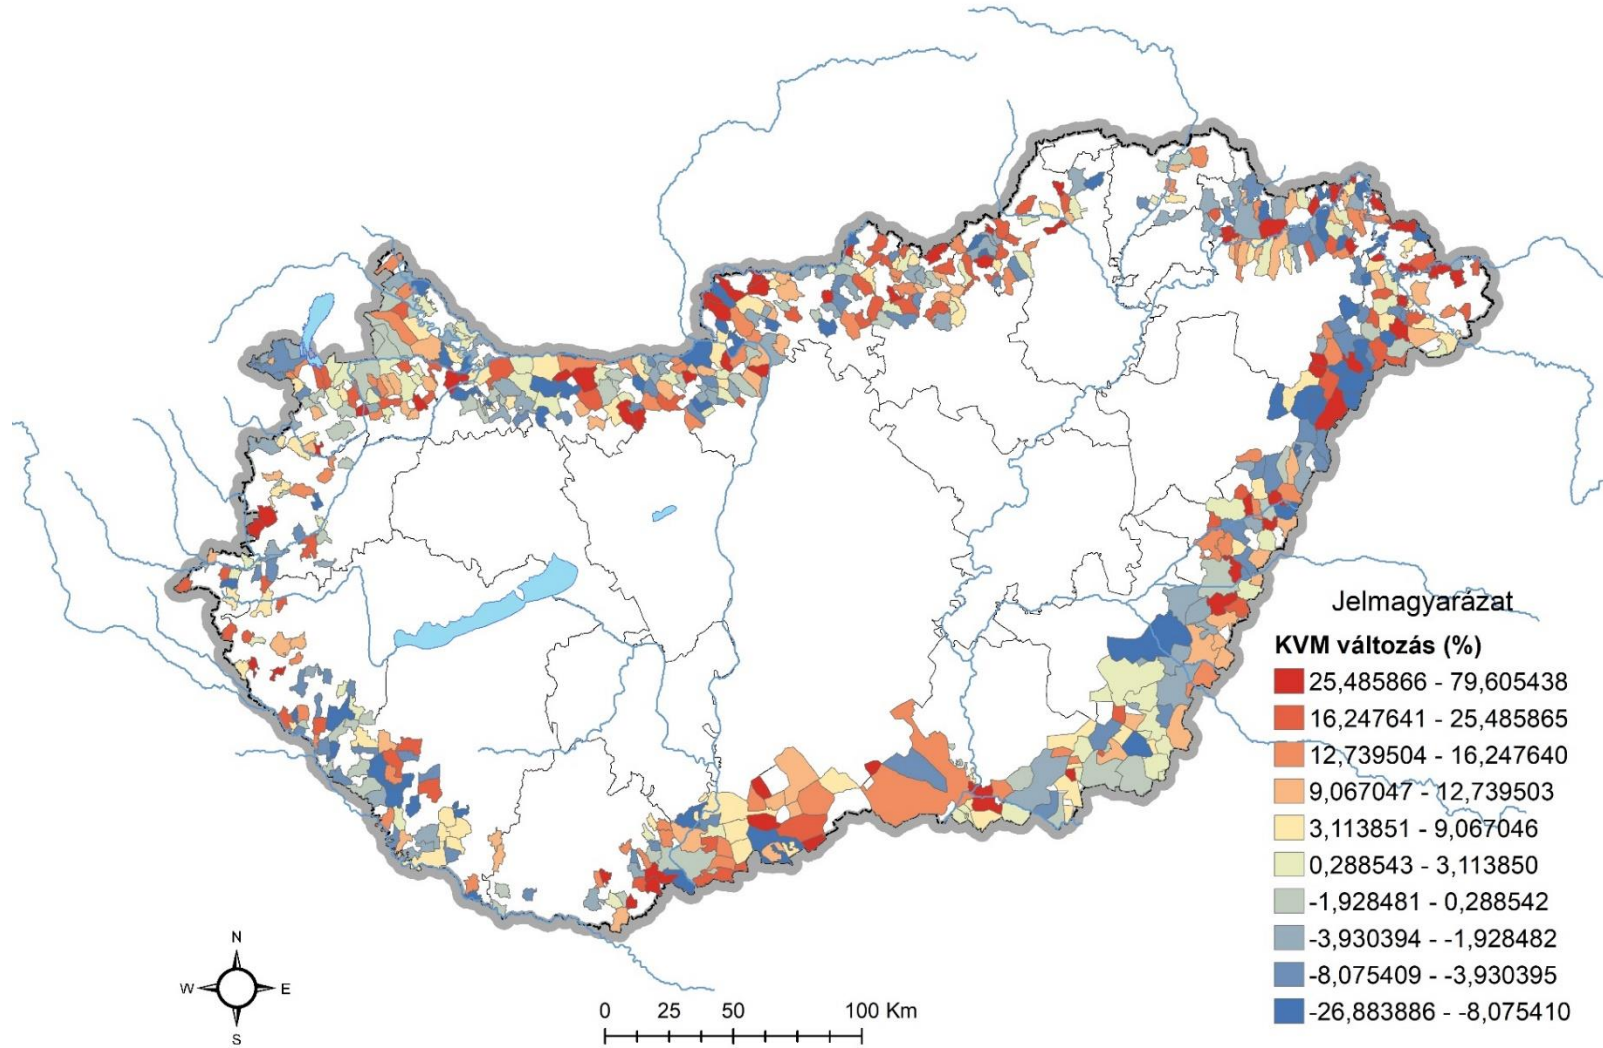 Jelmagyarázat
KVM változás (%)
25,485866 - 79,605438
16,247641 - 25,485865
12,739504 - 16,247640
9,067047 - 12,739503
3,113851 - 9,067046
0,288543 - 3,113850
-1,928481 - 0,288542
-3,930394 - -1,928482
-8,075409 - -3,930395
-26,883886 - -8,075410
N
W E
S
0 25 50 100 Km